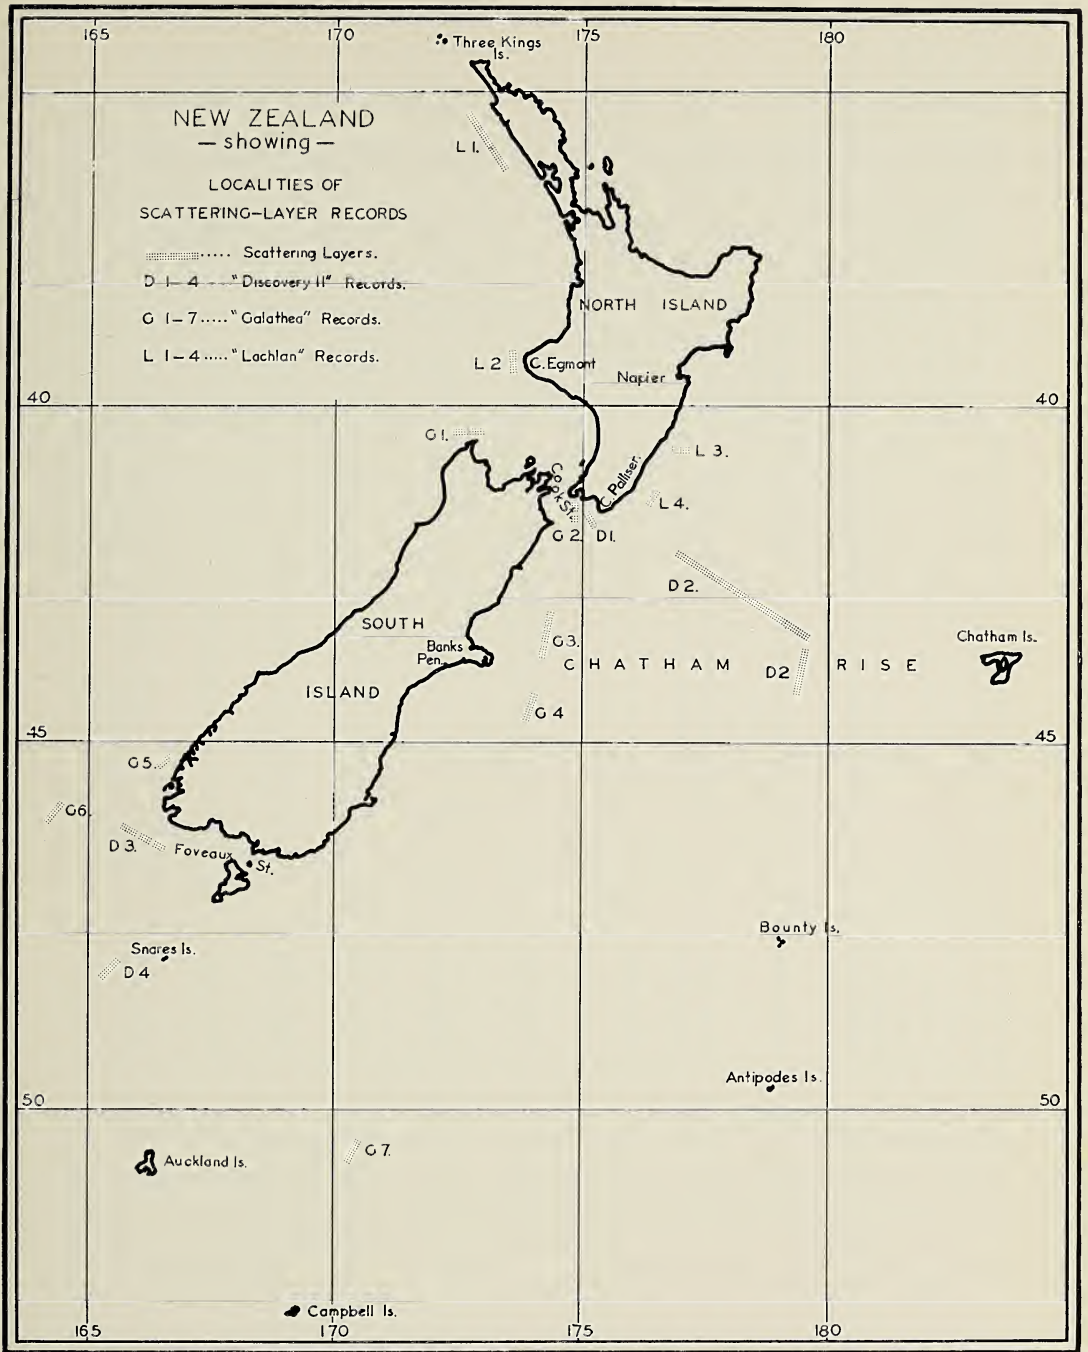 165 170 175 180
Three Kings
Is.
NEW ZEALAND
— showing —
LOCALITIES OF
SCATTERING-LAYER RECORDS
..... Scattering Layers.
D 1-4 ... "Discovery II" Records.
G 1-7..... "Galathea" Records.
L 1-4..... "Lachlan" Records.
L 1.
NORTH ISLAND
L 2
C. Egmont
Napier
40 40
G 1.
L 3.
Cook St.
C. Palliser.
L 4.
G 2. D 1.
D 2.
SOUTH
Banks
Pen.
G 3.
Chatham Is.
CHATHAM RISE
D 2
ISLAND
G 4
45 45
G 5.
G 6.
D 3.
Foveaux
St.
Bounty Is.
Snares Is.
D 4
Antipodes Is.
50 50
G 7.
Auckland Is.
Campbell Is.
165 170 175 180